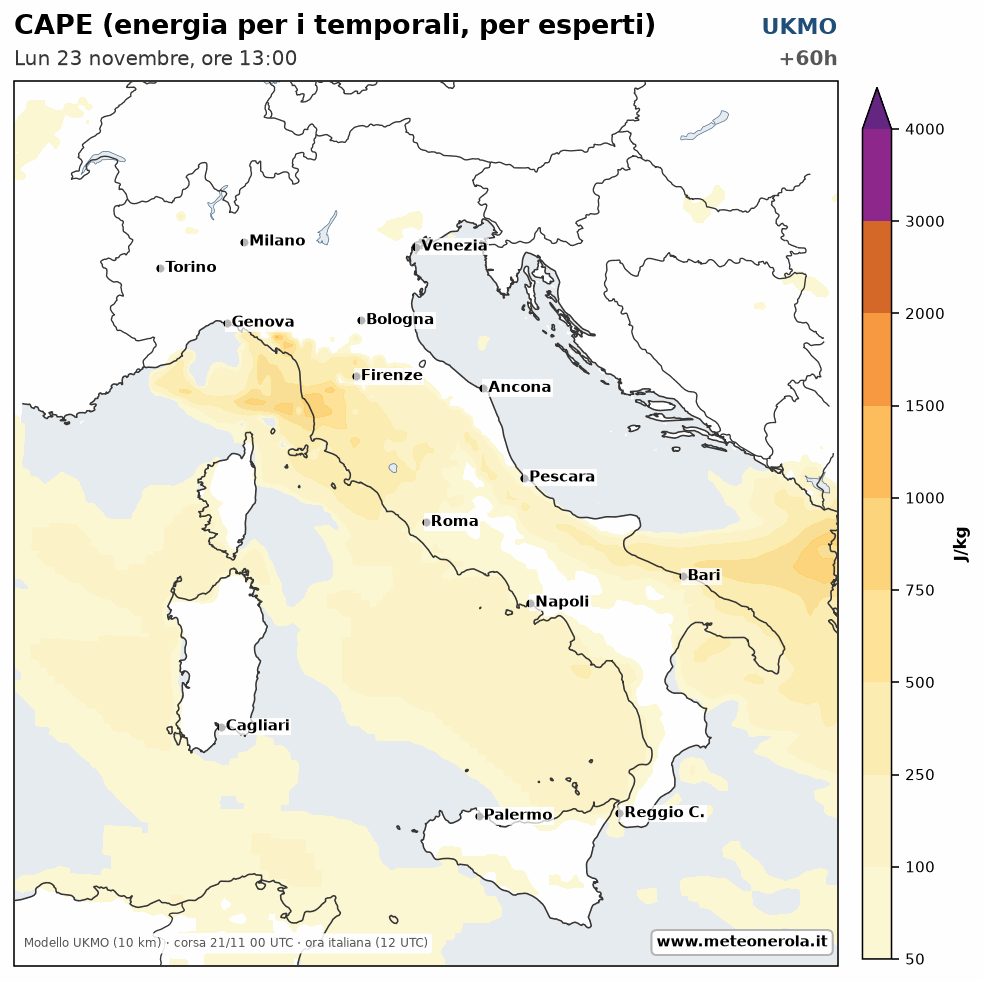 CAPE (energia per i temporali, per esperti)
UKMO
Lun 23 novembre, ore 13:00
+60h
Milano
Venezia
Torino
Genova
Bologna
Firenze
Ancona
Pescara
Roma
Bari
Napoli
Cagliari
Palermo
Reggio C.
4000
3000
2000
1500
1000
750
500
250
100
50
J/kg
Modello UKMO (10 km) · corsa 21/11 00 UTC · ora italiana (12 UTC)
www.meteonerola.it